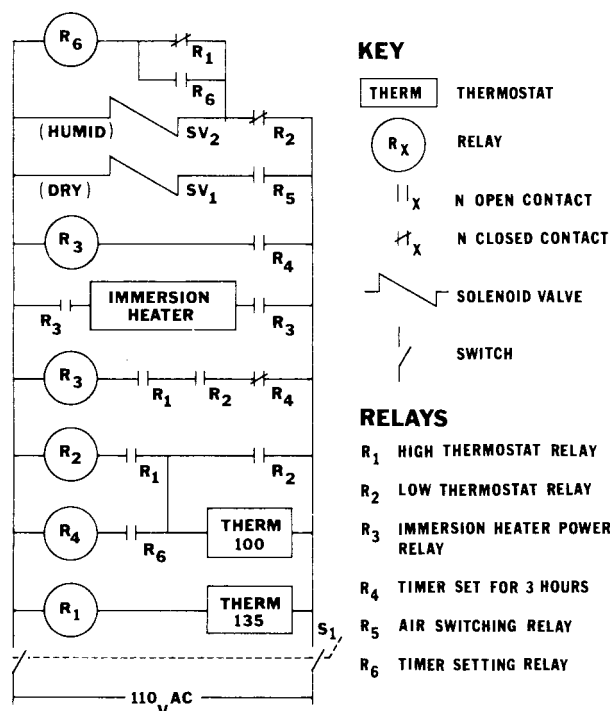 R6
R1
R6
(HUMID)
SV2
R2
(DRY)
SV1
R5
R3
R4
IMMERSION
HEATER
R3
R3
R3
R1
R2
R4
R2
R1
R2
R4
R6
THERM
100
R1
THERM
135
S1
110 V AC
KEY
THERM THERMOSTAT
RX RELAY
X N OPEN CONTACT
X N CLOSED CONTACT
SOLENOID VALVE
SWITCH
RELAYS
R1 HIGH THERMOSTAT RELAY
R2 LOW THERMOSTAT RELAY
R3 IMMERSION HEATER POWER
RELAY
R4 TIMER SET FOR 3 HOURS
R5 AIR SWITCHING RELAY
R6 TIMER SETTING RELAY